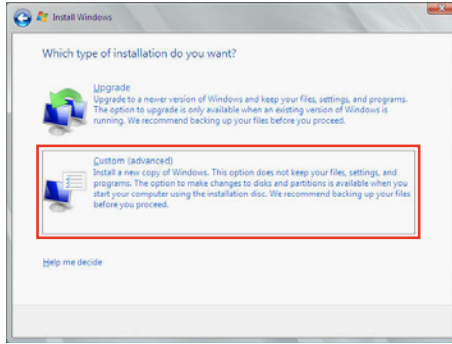 Install Windows
Which type of installation do you want?
Upgrade
Upgrade to a newer version of Windows and keep your files, settings, and programs.
The option to upgrade is only available when an existing version of Windows is
running. We recommend backing up your files before you proceed.
Custom (advanced)
Install a new copy of Windows. This option does not keep your files, settings, and
programs. The option to make changes to disks and partitions is available when you
start your computer using the installation disc. We recommend backing up your files
before you proceed.
Help me decide